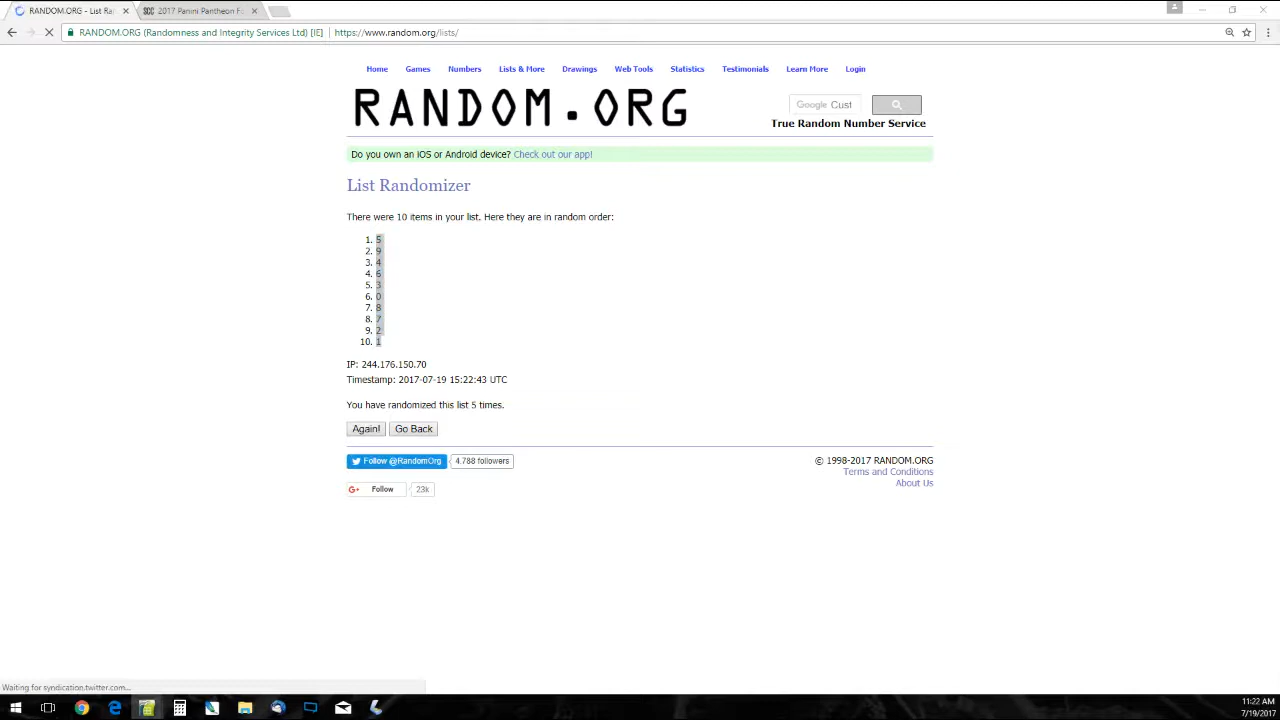 RANDOM.ORG - List Ra
2017 Panini Pantheon Fo
RANDOM.ORG (Randomness and Integrity Services Ltd) [IE]
https://www.random.org/lists/
Home Games Numbers Lists & More Drawings Web Tools Statistics Testimonials Learn More Login
RANDOM.ORG
Google Cust
True Random Number Service
Do you own an iOS or Android device? Check out our app!
List Randomizer
There were 10 items in your list. Here they are in random order:
1. 5
2. 9
3. 4
4. 6
5. 3
6. 0
7. 8
8. 7
9. 2
10. 1
IP: 244.176.150.70
Timestamp: 2017-07-19 15:22:43 UTC
You have randomized this list 5 times.
Again! Go Back
Follow @RandomOrg 4,788 followers
© 1998-2017 RANDOM.ORG
Terms and Conditions
About Us
G+ Follow 23k
Waiting for syndication.twitter.com...
11:22 AM
7/19/2017